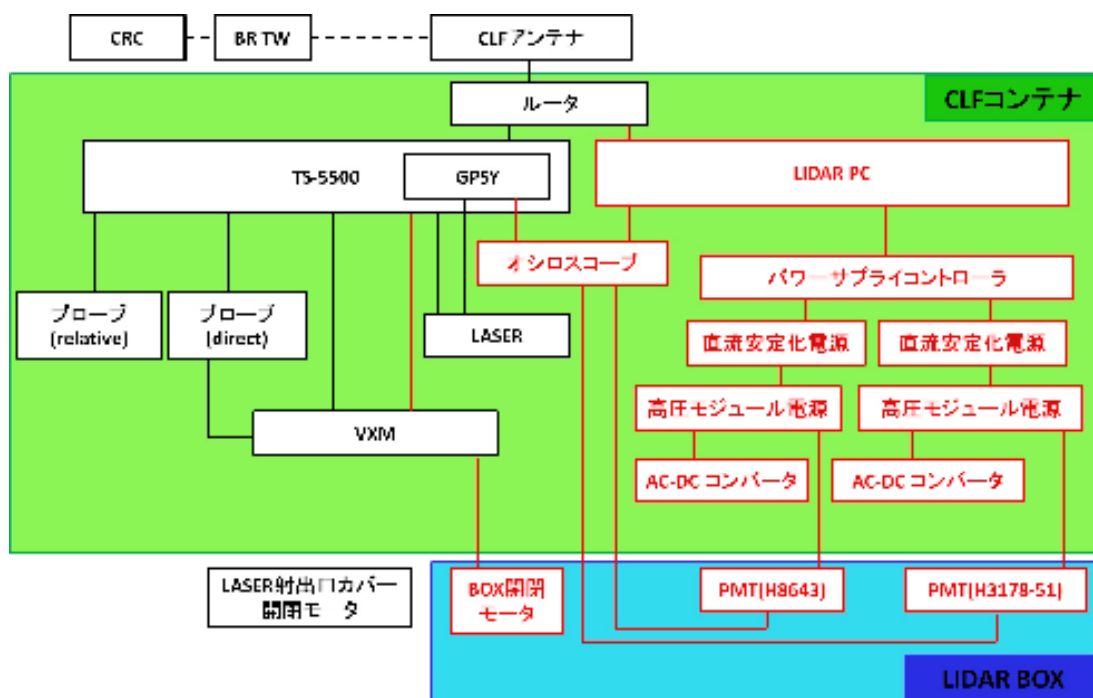 CRC
BR TW
CLFアンテナ
ルータ
CLFコンテナ
TS-5500
GPSY
LIDAR PC
オシロスコープ
パワーサプライコントローラ
プローブ
(relative)
プローブ
(direct)
LASER
直流安定化電源
直流安定化電源
高圧モジュール電源
高圧モジュール電源
VXM
AC-DC コンバータ
AC-DC コンバータ
LASER射出口カバー
開閉モータ
BOX開閉
モータ
PMT(H8643)
PMT(H3178-51)
LIDAR BOX